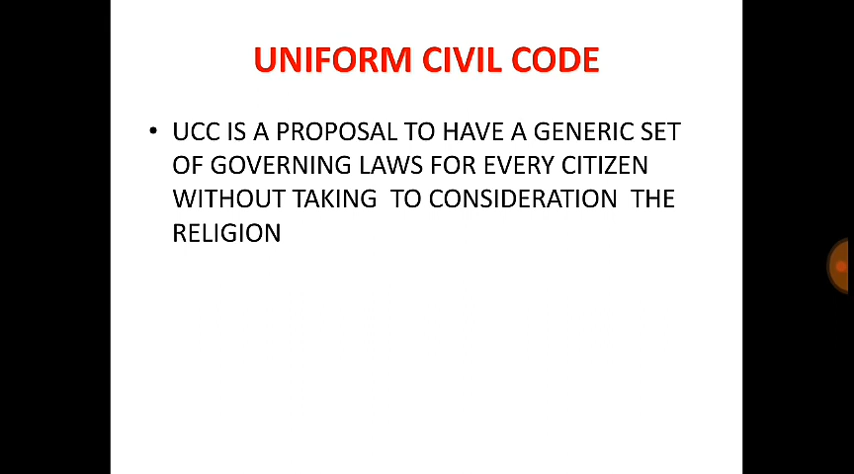 UNIFORM CIVIL CODE
• UCC IS A PROPOSAL TO HAVE A GENERIC SET
OF GOVERNING LAWS FOR EVERY CITIZEN
WITHOUT TAKING  TO CONSIDERATION  THE
RELIGION